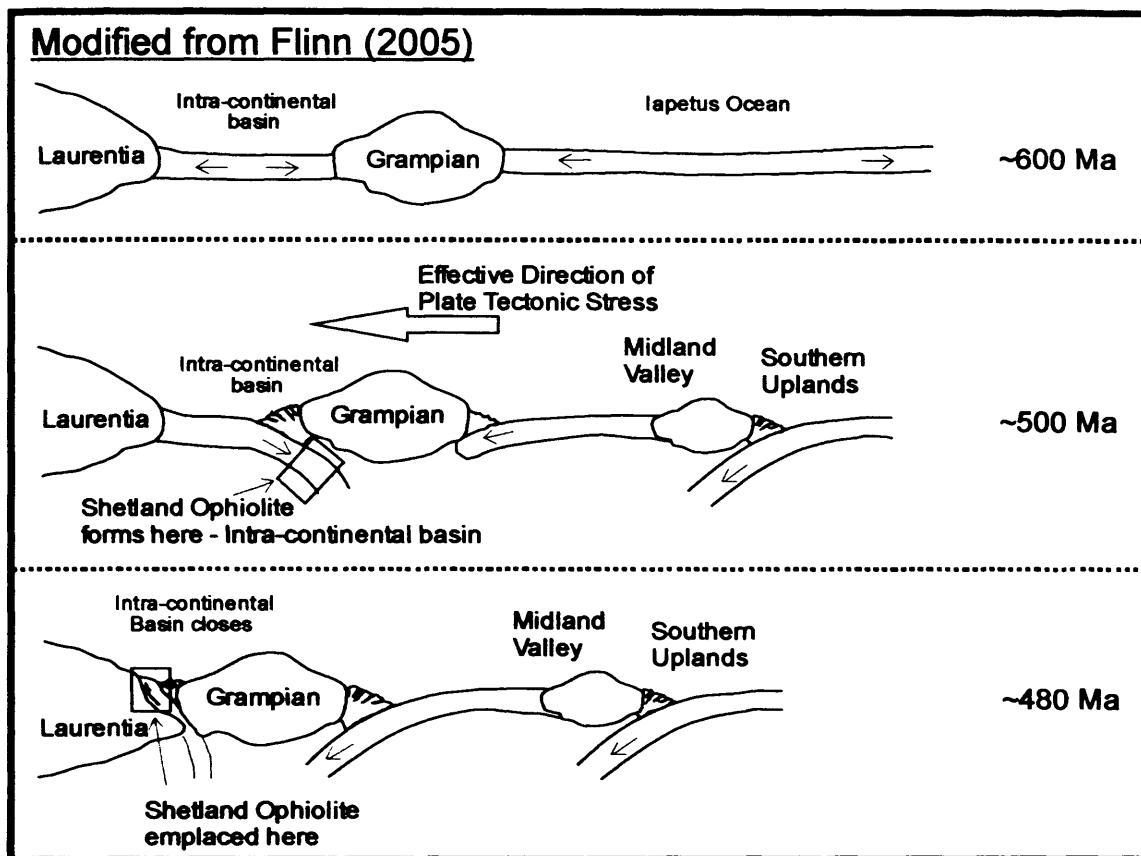 Modified from Flinn (2005)
Intra-continental
basin
Iapetus Ocean
Laurentia
Grampian
~600 Ma
Effective Direction of
Plate Tectonic Stress
Midland
Valley
Southern
Uplands
Intra-continental
basin
Laurentia
Grampian
~500 Ma
Shetland Ophiolite
forms here - Intra-continental basin
Intra-continental
Basin closes
Midland
Valley
Southern
Uplands
Grampian
Laurentia
~480 Ma
Shetland Ophiolite
emplaced here